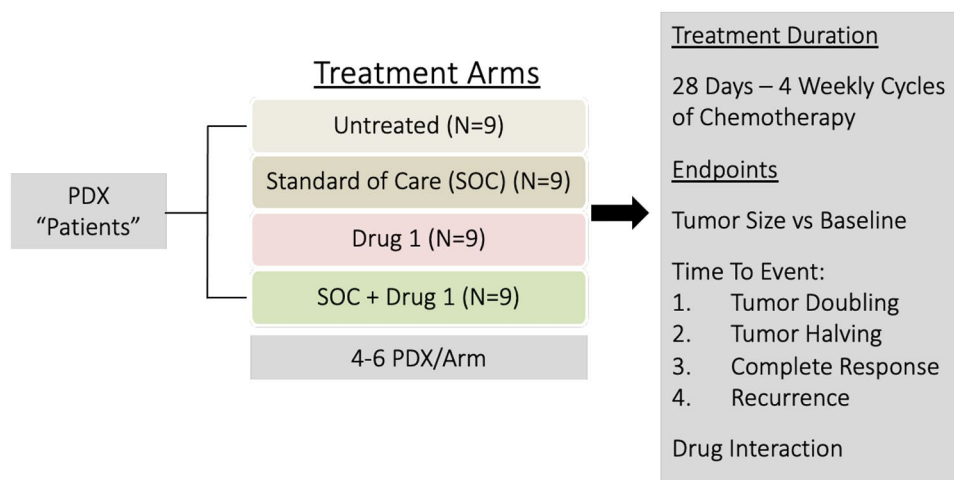 Treatment Arms
PDX
“Patients”
Untreated (N=9)
Standard of Care (SOC) (N=9)
Drug 1 (N=9)
SOC + Drug 1 (N=9)
4-6 PDX/Arm
Treatment Duration
28 Days – 4 Weekly Cycles
of Chemotherapy
Endpoints
Tumor Size vs Baseline
Time To Event:
1. Tumor Doubling
2. Tumor Halving
3. Complete Response
4. Recurrence
Drug Interaction